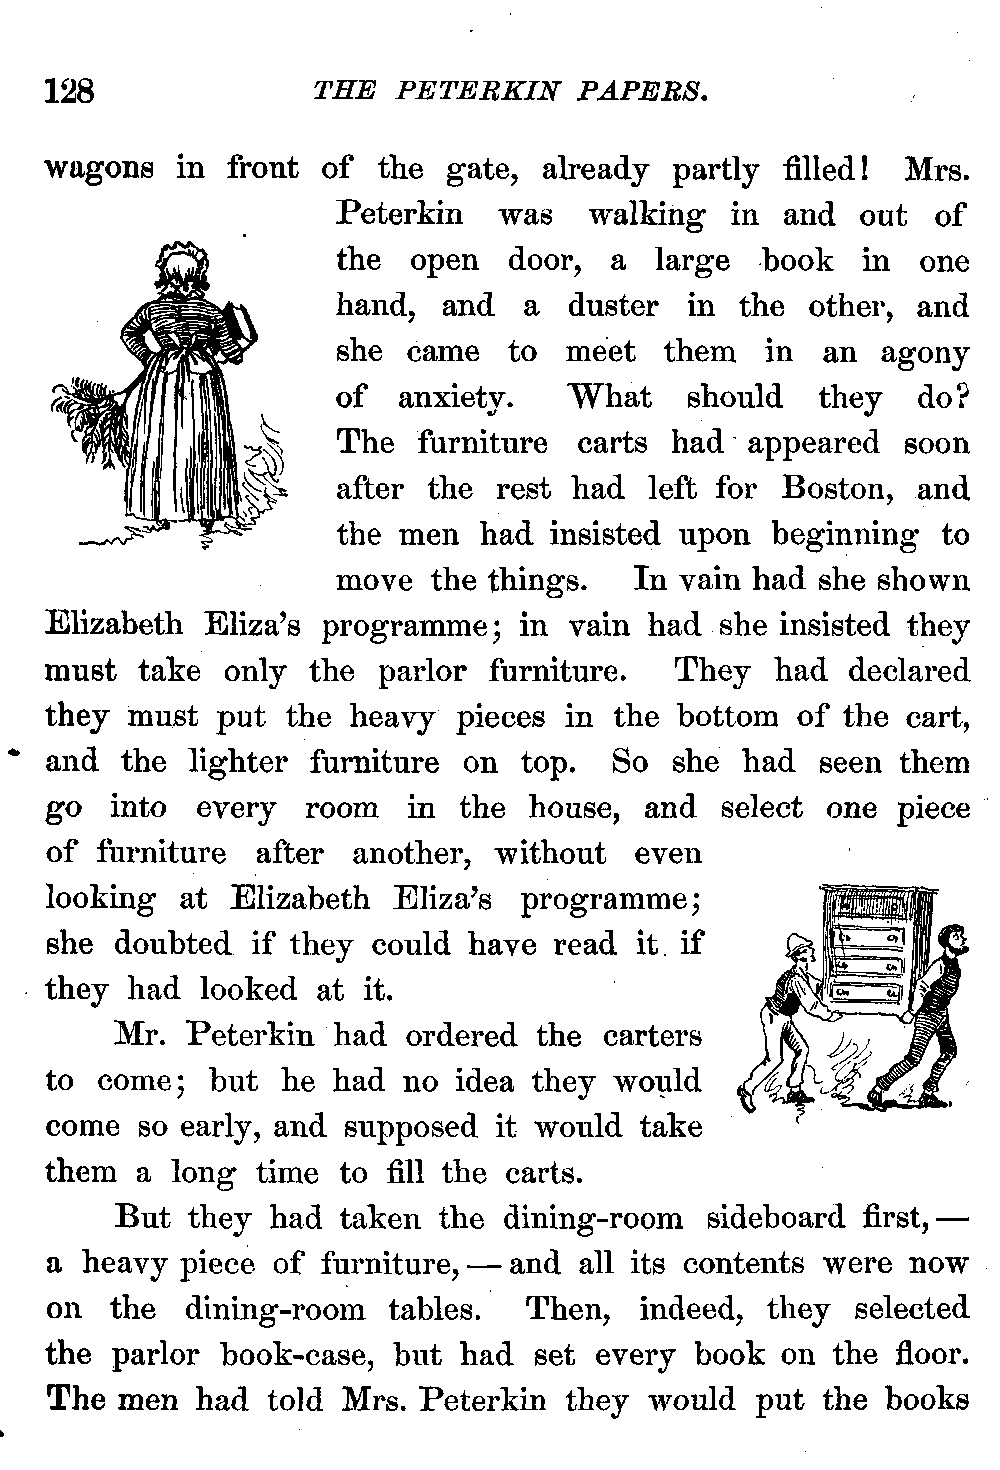 128 THE PETERKIN PAPERS.
wagons in front of the gate, already partly filled! Mrs.
Peterkin was walking in and out of
the open door, a large book in one
hand, and a duster in the other, and
she came to meet them in an agony
of anxiety. What should they do?
The furniture carts had appeared soon
after the rest had left for Boston, and
the men had insisted upon beginning to
move the things. In vain had she shown
Elizabeth Eliza's programme; in vain had she insisted they
must take only the parlor furniture. They had declared
they must put the heavy pieces in the bottom of the cart,
and the lighter furniture on top. So she had seen them
go into every room in the house, and select one piece
of furniture after another, without even
looking at Elizabeth Eliza's programme;
she doubted if they could have read it if
they had looked at it.
Mr. Peterkin had ordered the carters
to come; but he had no idea they would
come so early, and supposed it would take
them a long time to fill the carts.
But they had taken the dining-room sideboard first,—
a heavy piece of furniture,—and all its contents were now
on the dining-room tables. Then, indeed, they selected
the parlor book-case, but had set every book on the floor.
The men had told Mrs. Peterkin they would put the books